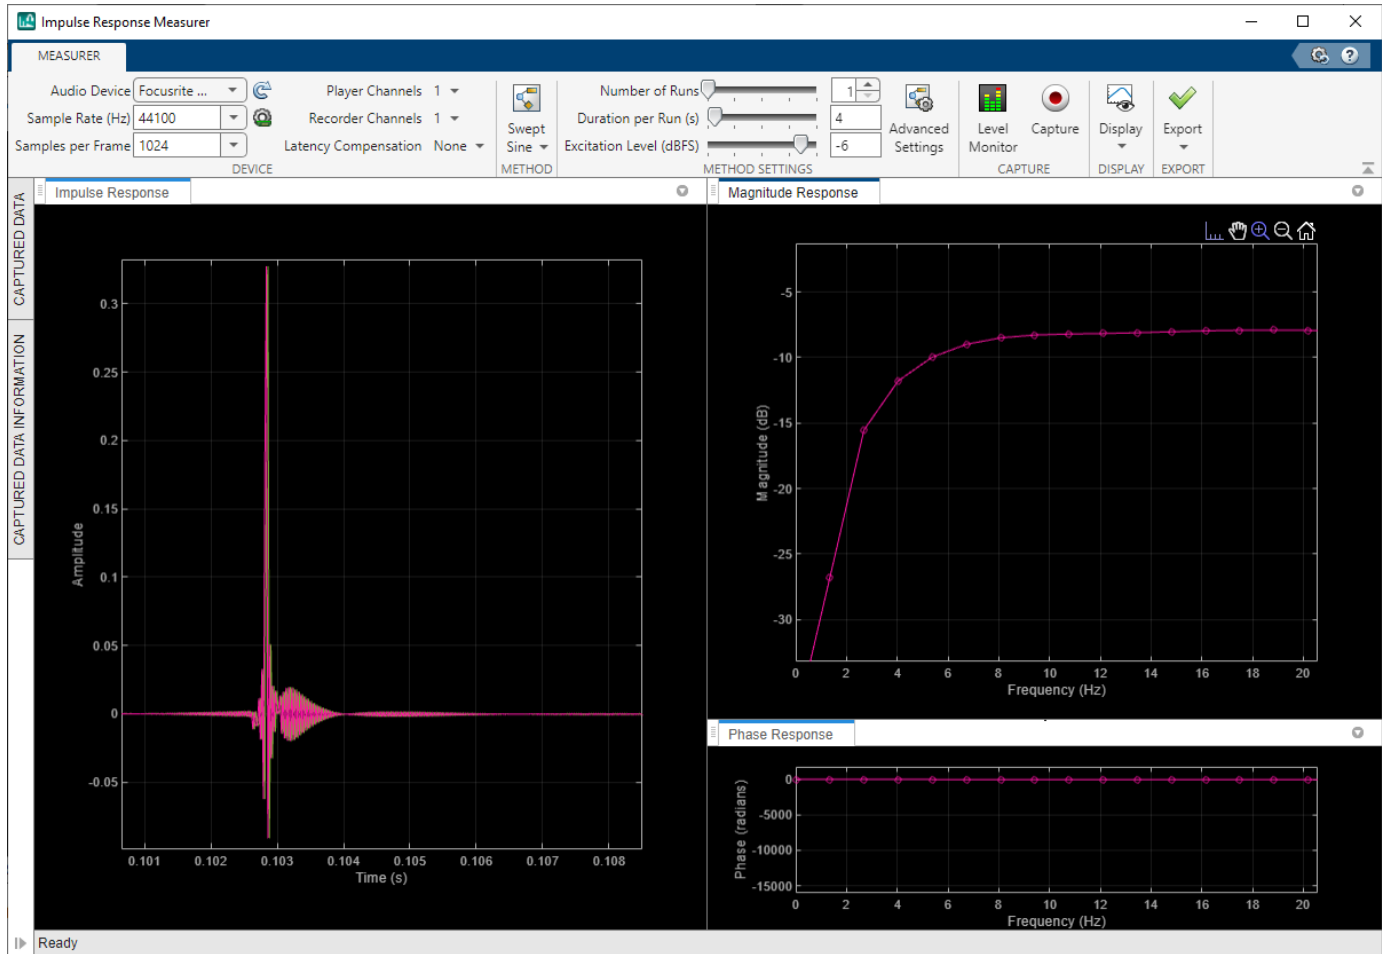 Impulse Response Measurer
MEASURER
Audio Device Focusrite ... Player Channels 1 Number of Runs 1
Sample Rate (Hz) 44100 Recorder Channels 1 Swept Duration per Run (s) 4 Advanced Level Capture Display Export
Samples per Frame 1024 Latency Compensation None Sine Excitation Level (dBFS) -6 Settings Monitor
DEVICE METHOD METHOD SETTINGS CAPTURE DISPLAY EXPORT
CAPTURED DATA
CAPTURED DATA INFORMATION
Impulse Response
0.3
0.25
0.2
0.15
0.1
0.05
0
-0.05
Amplitude
0.101 0.102 0.103 0.104 0.105 0.106 0.107 0.108
Time (s)
Magnitude Response
-5
-10
-15
-20
-25
-30
Magnitude (dB)
0 2 4 6 8 10 12 14 16 18 20
Frequency (Hz)
Phase Response
0
-5000
-10000
-15000
Phase (radians)
0 2 4 6 8 10 12 14 16 18 20
Frequency (Hz)
Ready